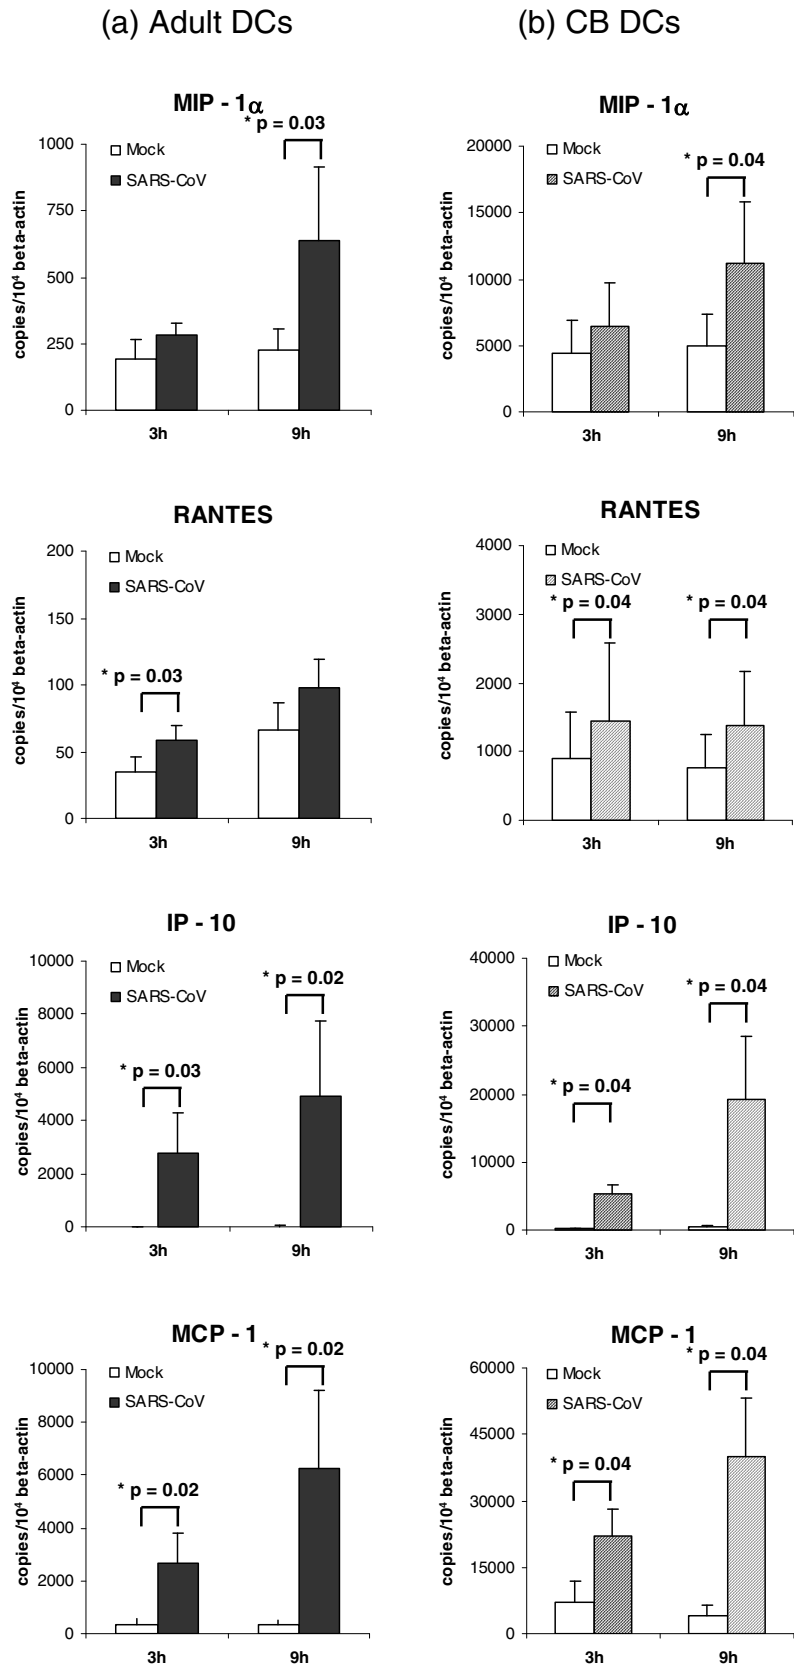 (a) Adult DCs
(b) CB DCs
MIP - 1α
* p = 0.03
Mock
SARS-CoV
copies/10⁴ beta-actin
1000
750
500
250
0
3h
9h
MIP - 1α
* p = 0.04
Mock
SARS-CoV
copies/10⁴ beta-actin
20000
15000
10000
5000
0
3h
9h
RANTES
Mock
SARS-CoV
* p = 0.03
copies/10⁴ beta-actin
200
150
100
50
0
3h
9h
RANTES
Mock
SARS-CoV
* p = 0.04
* p = 0.04
copies/10⁴ beta-actin
4000
3000
2000
1000
0
3h
9h
IP - 10
Mock
SARS-CoV
* p = 0.02
* p = 0.03
copies/10⁴ beta-actin
10000
8000
6000
4000
2000
0
3h
9h
IP - 10
Mock
SARS-CoV
* p = 0.04
* p = 0.04
copies/10⁴ beta-actin
40000
30000
20000
10000
0
3h
9h
MCP - 1
* p = 0.02
Mock
SARS-CoV
* p = 0.02
copies/10⁴ beta-actin
10000
8000
6000
4000
2000
0
3h
9h
MCP - 1
* p = 0.04
Mock
SARS-CoV
* p = 0.04
copies/10⁴ beta-actin
60000
45000
30000
15000
0
3h
9h